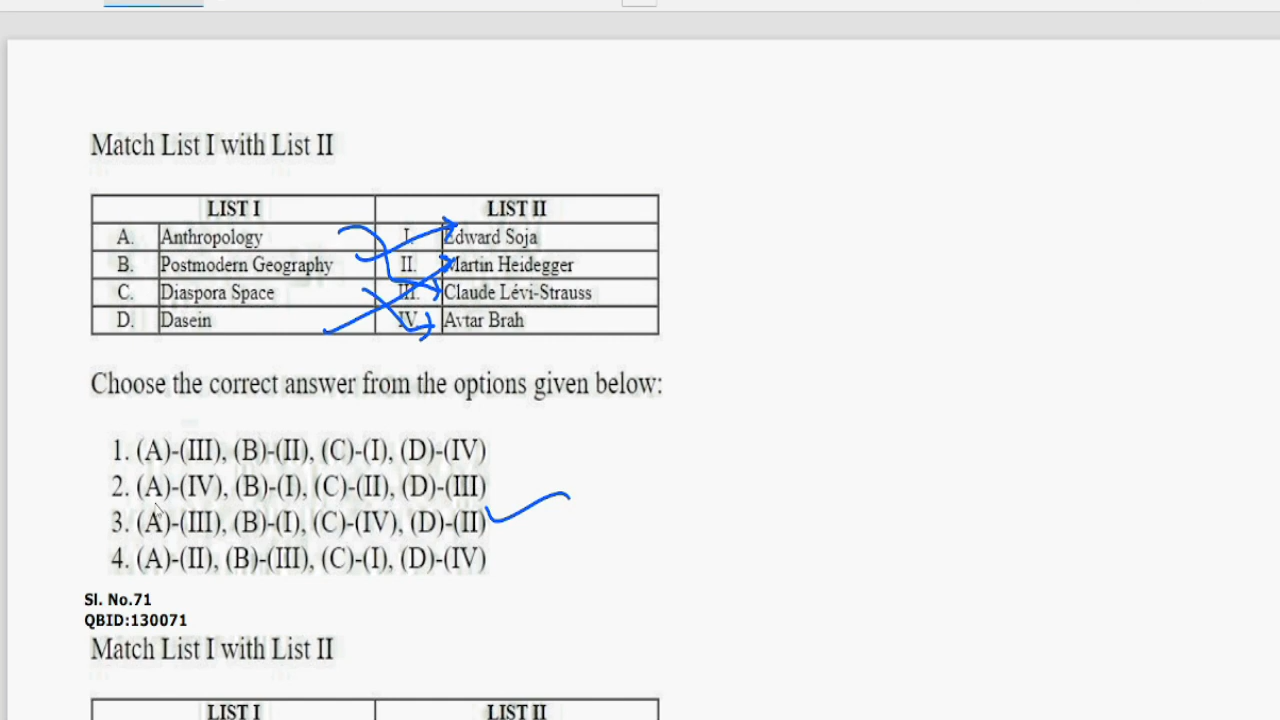 Match List I with List II
LIST I LIST II
A. Anthropology I. Edward Soja
B. Postmodern Geography II. Martin Heidegger
C. Diaspora Space III. Claude Lévi-Strauss
D. Dasein IV. Avtar Brah
Choose the correct answer from the options given below:
1. (A)-(III), (B)-(II), (C)-(I), (D)-(IV)
2. (A)-(IV), (B)-(I), (C)-(II), (D)-(III)
3. (A)-(III), (B)-(I), (C)-(IV), (D)-(II)
4. (A)-(II), (B)-(III), (C)-(I), (D)-(IV)
Sl. No.71
QBID:130071
Match List I with List II
LIST I LIST II